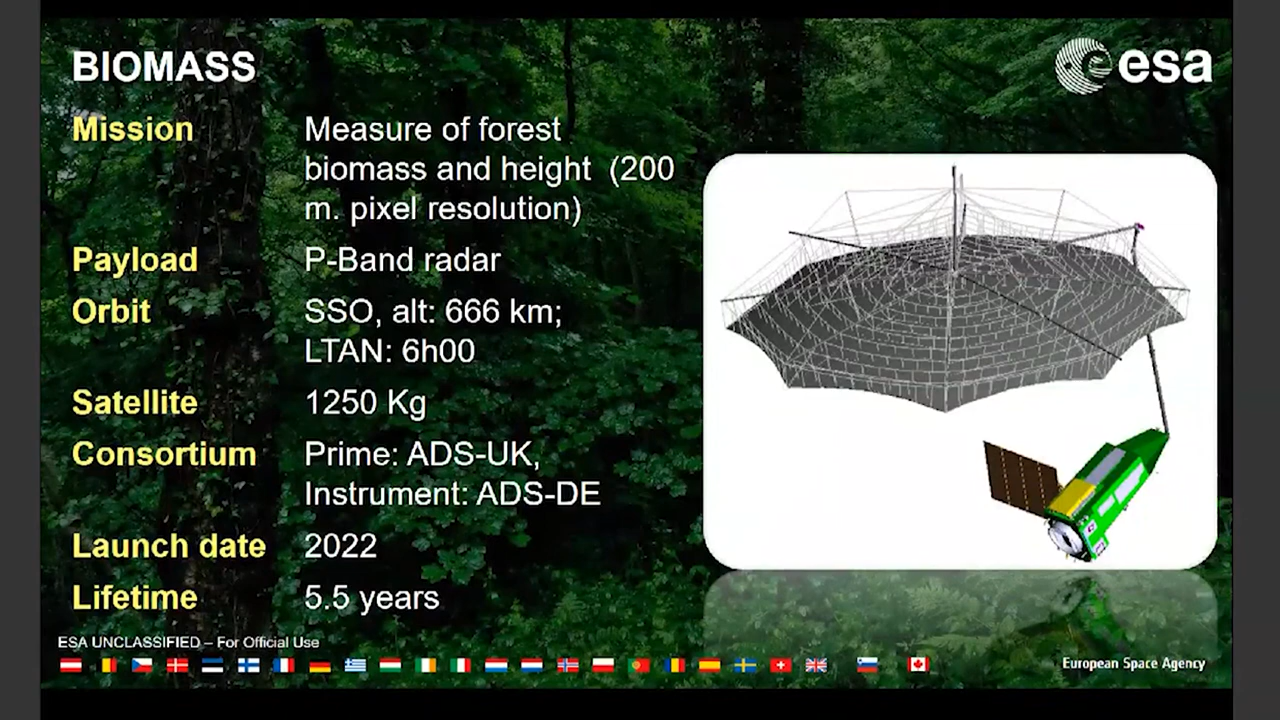 BIOMASS
esa
Mission
Measure of forest
biomass and height (200
m. pixel resolution)
Payload
P-Band radar
Orbit
SSO, alt: 666 km;
LTAN: 6h00
Satellite
1250 Kg
Consortium
Prime: ADS-UK,
Instrument: ADS-DE
Launch date
2022
Lifetime
5.5 years
ESA UNCLASSIFIED – For Official Use
European Space Agency